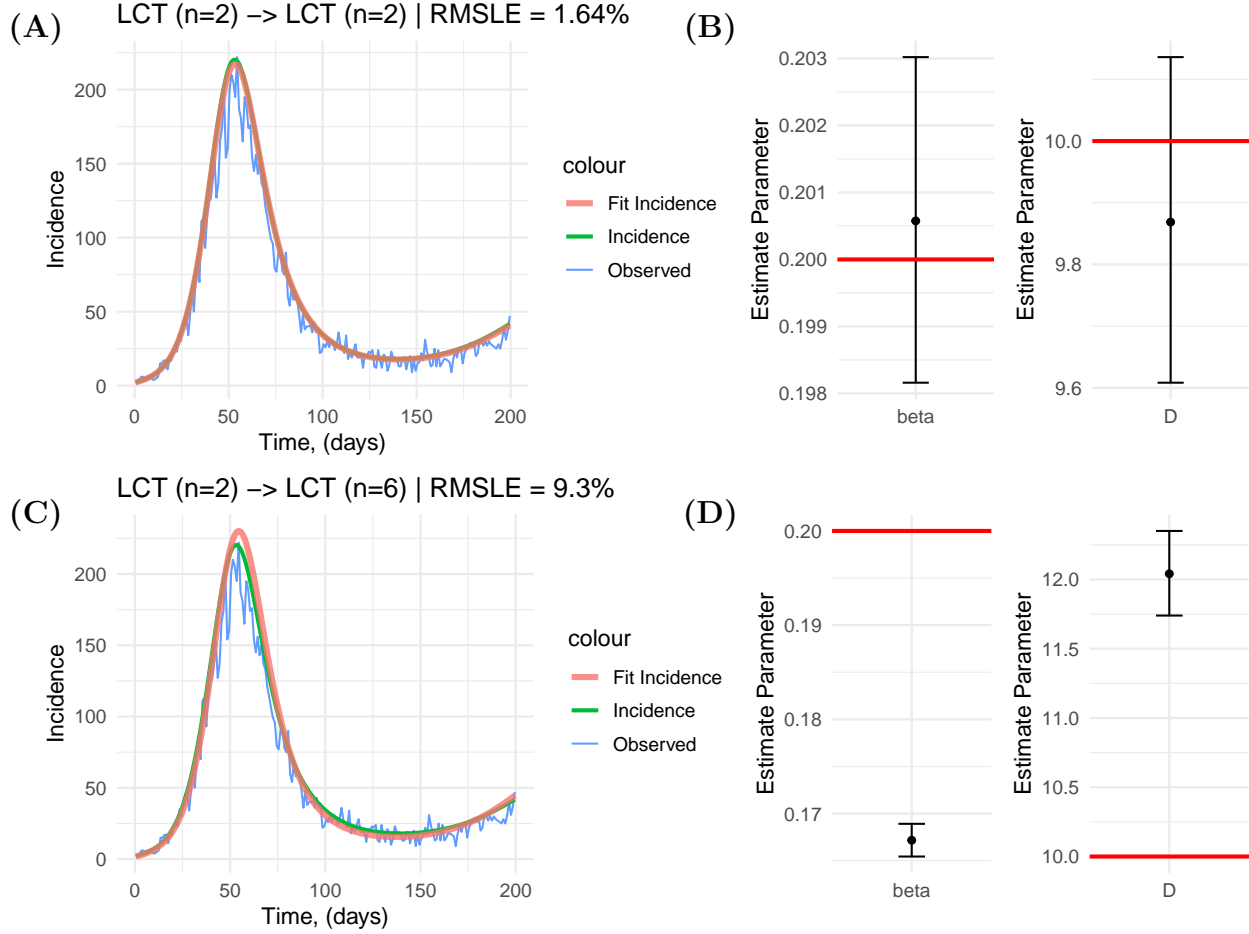 (A)
LCT (n=2) −> LCT (n=2) | RMSLE = 1.64%
Incidence
200
150
100
50
0
0 50 100 150 200
Time, (days)
colour
Fit Incidence
Incidence
Observed
(B)
Estimate Parameter
0.203
0.202
0.201
0.200
0.199
0.198
beta
Estimate Parameter
10.0
9.8
9.6
D
(C)
LCT (n=2) −> LCT (n=6) | RMSLE = 9.3%
Incidence
200
150
100
50
0
0 50 100 150 200
Time, (days)
colour
Fit Incidence
Incidence
Observed
(D)
Estimate Parameter
0.20
0.19
0.18
0.17
beta
Estimate Parameter
12.0
11.5
11.0
10.5
10.0
D